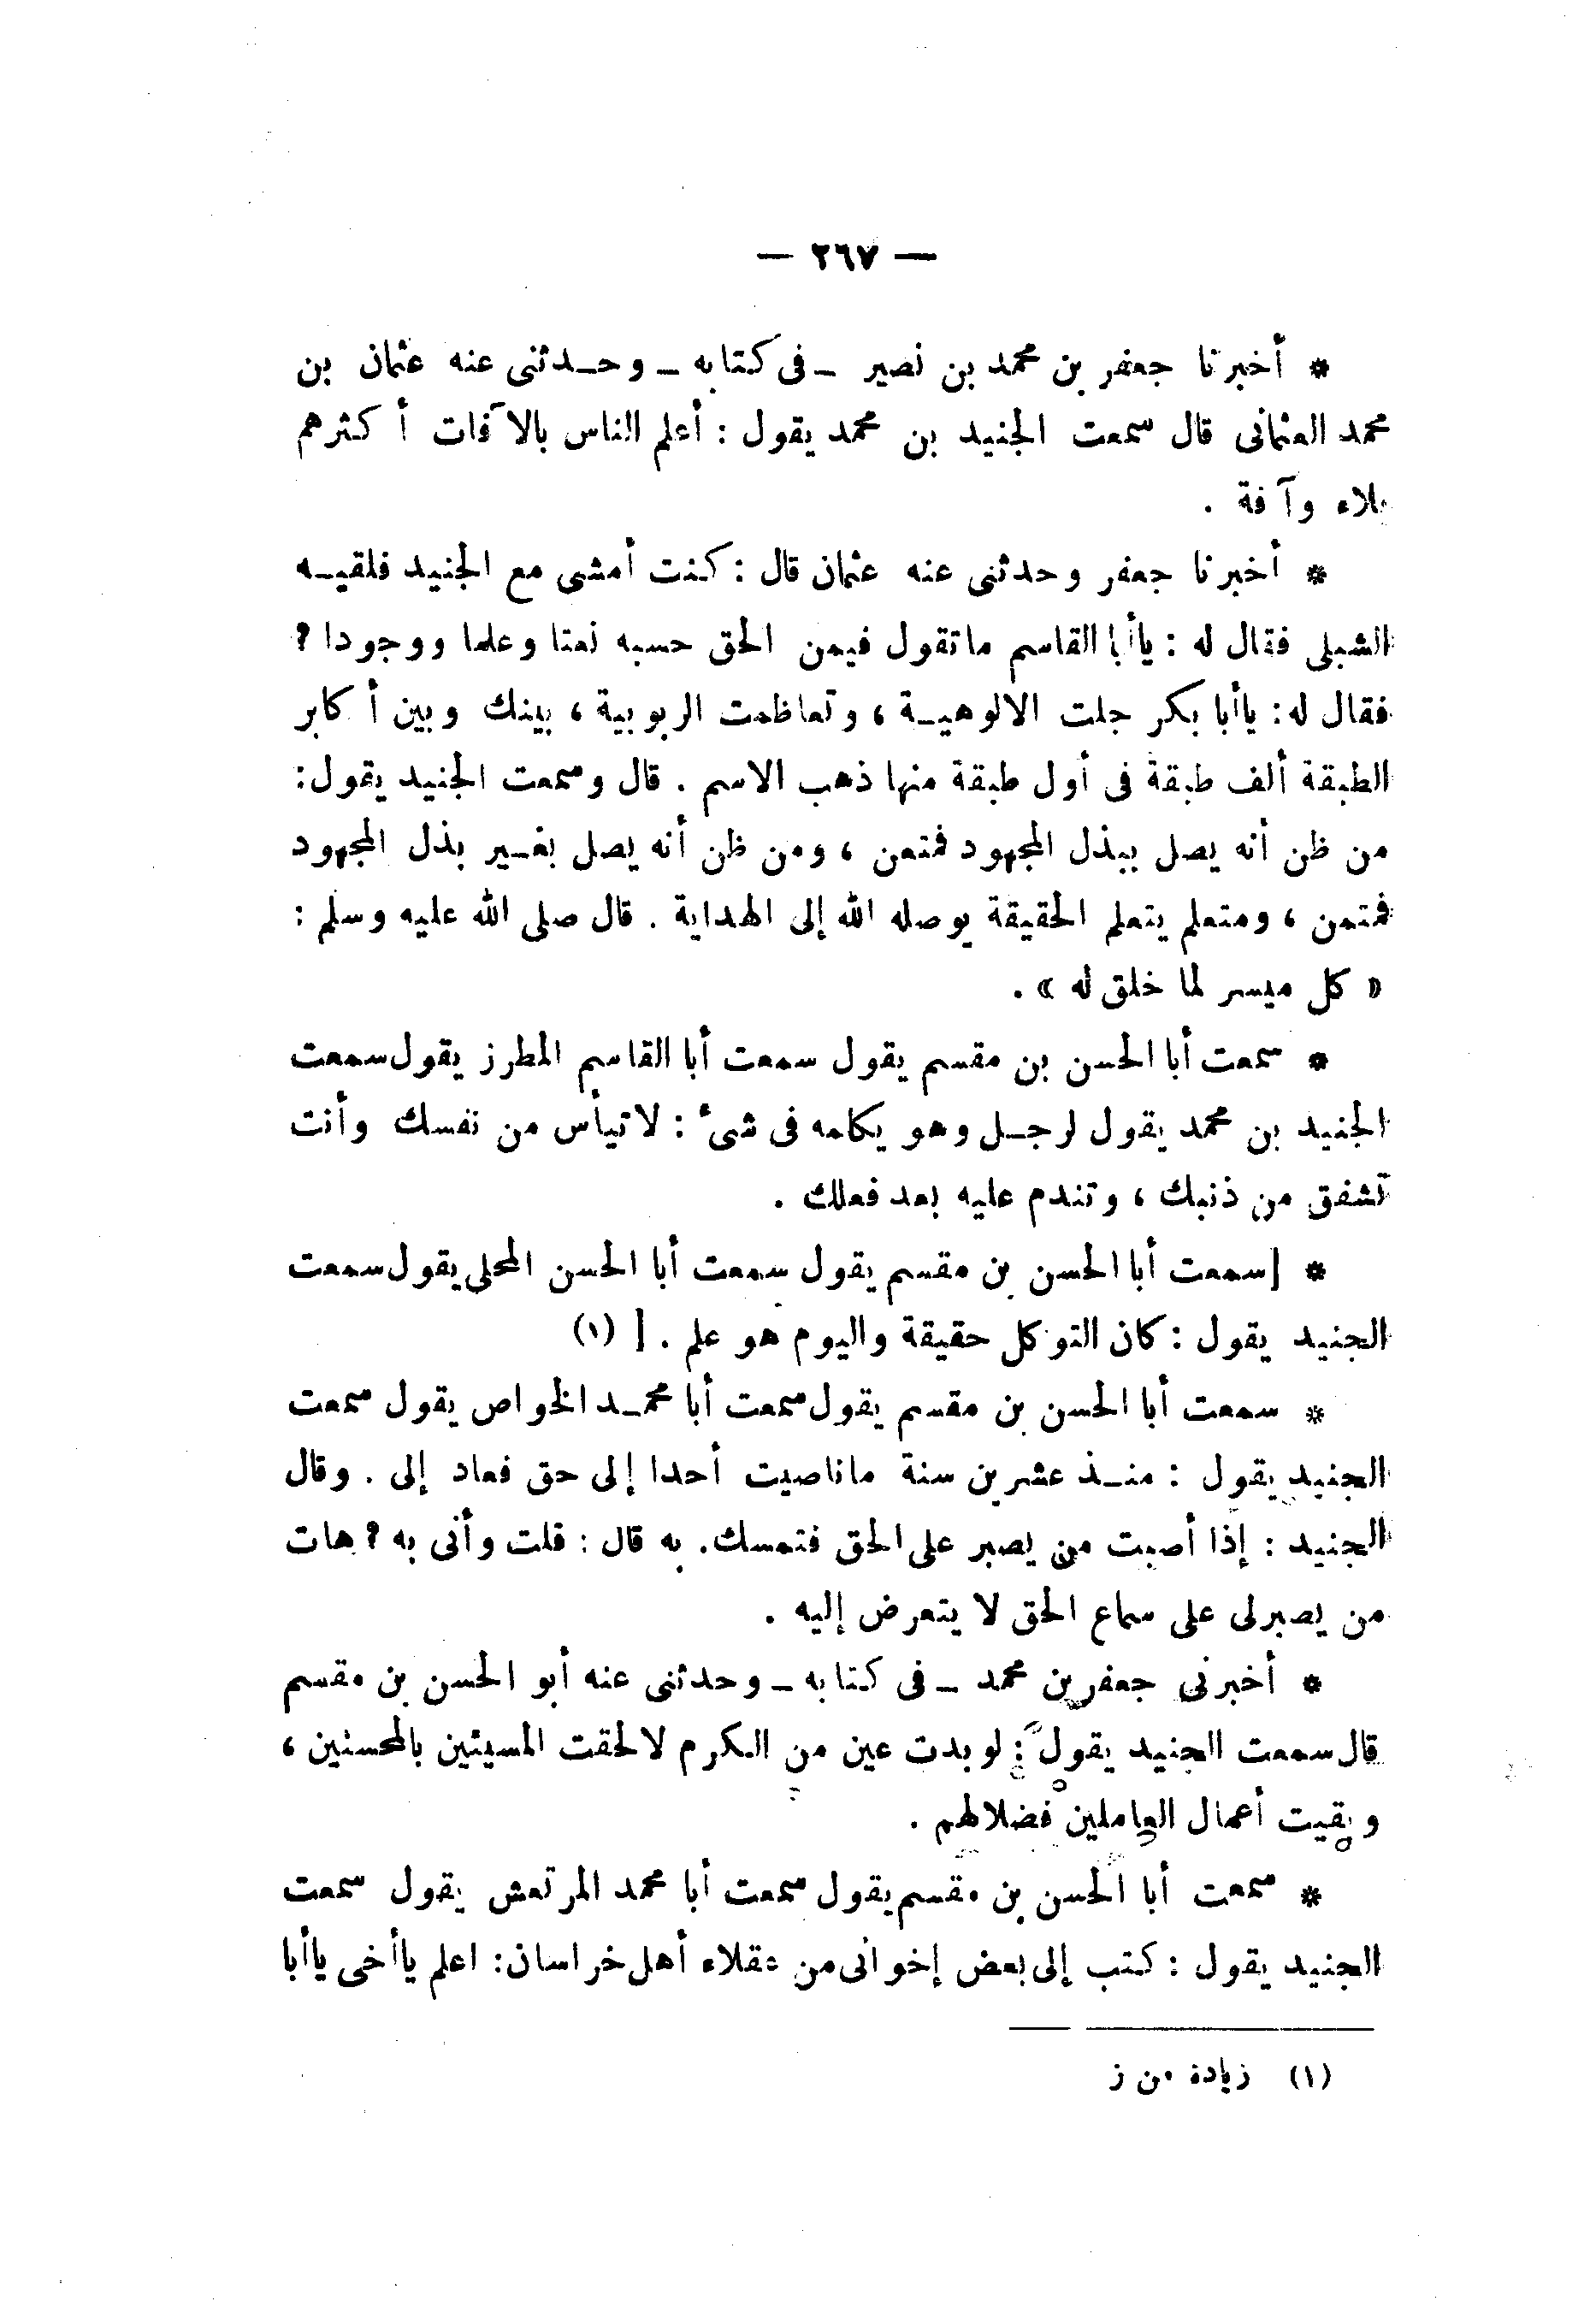 — ٢٦٧ —
* أخبرنا جعفر بن محمد بن نصير - فى كتابه - وحدثنى عنه عثمان بن
محمد العثمانى قال سمعت الجنيد بن محمد يقول : أعلم الناس بالآفات أكثرهم
بلاء وآفة .
* أخبرنا جعفر وحدثنى عنه عثمان قال : كنت أمشى مع الجنيد فلقيه
الشبلى فقال له : ياأبا القاسم ماتقول فيمن الحق حسبه نعتا وعلما ووجودا ?
فقال له : ياأبا بكر جلت الالوهية ، وتعاظمت الربوبية ، بينك وبين أكابر
الطبقة ألف طبقة فى أول طبقة منها ذهب الاسم . قال وسمعت الجنيد يقول :
من ظن أنه يصل ببذل المجهود فمتعن ، ومن ظن أنه يصل بغير بذل المجهود
فمتمن ، ومتعلم يتعلم الحقيقة يوصله الله إلى الهداية . قال صلى الله عليه وسلم :
« كل ميسر لما خلق له » .
* سمعت أبا الحسن بن مقسم يقول سمعت أبا القاسم المطرز يقول سمعت
الجنيد بن محمد يقول لرجل وهو يكلمه فى شىء : لاتيأس من نفسك وأنت
تشفق من ذنبك ، وتندم عليه بعد فعلك .
* [سمعت أبا الحسن بن مقسم يقول سمعت أبا الحسن المحلى يقول سمعت
الجنيد يقول : كان التوكل حقيقة واليوم هو علم . ] (١)
* سمعت أبا الحسن بن مقسم يقول سمعت أبا محمد الخواص يقول سمعت
الجنيد يقول : منذ عشرين سنة ماناصيت أحدا إلى حق فعاد إلى . وقال
الجنيد : إذا أصبت من يصبر على الحق فتمسك . به قال : قلت وأنى به ? هات
من يصبرلى على سماع الحق لا يتعرض إليه .
* أخبرنى جعفر بن محمد - فى كتابه - وحدثنى عنه أبو الحسن بن مقسم
قال سمعت الجنيد يقول : لو بدت عين من الكرم لالحقت المسيئين بالمحسنين ،
وبقيت أعمال العاملين فضلالهم .
* سمعت أبا الحسن بن مقسم يقول سمعت أبا محمد المرتعش يقول سمعت
الجنيد يقول : كتب إلى بعض إخوانى من عقلاء أهل خراسان : اعلم ياأخى ياأبا
(١) زيادة من ز